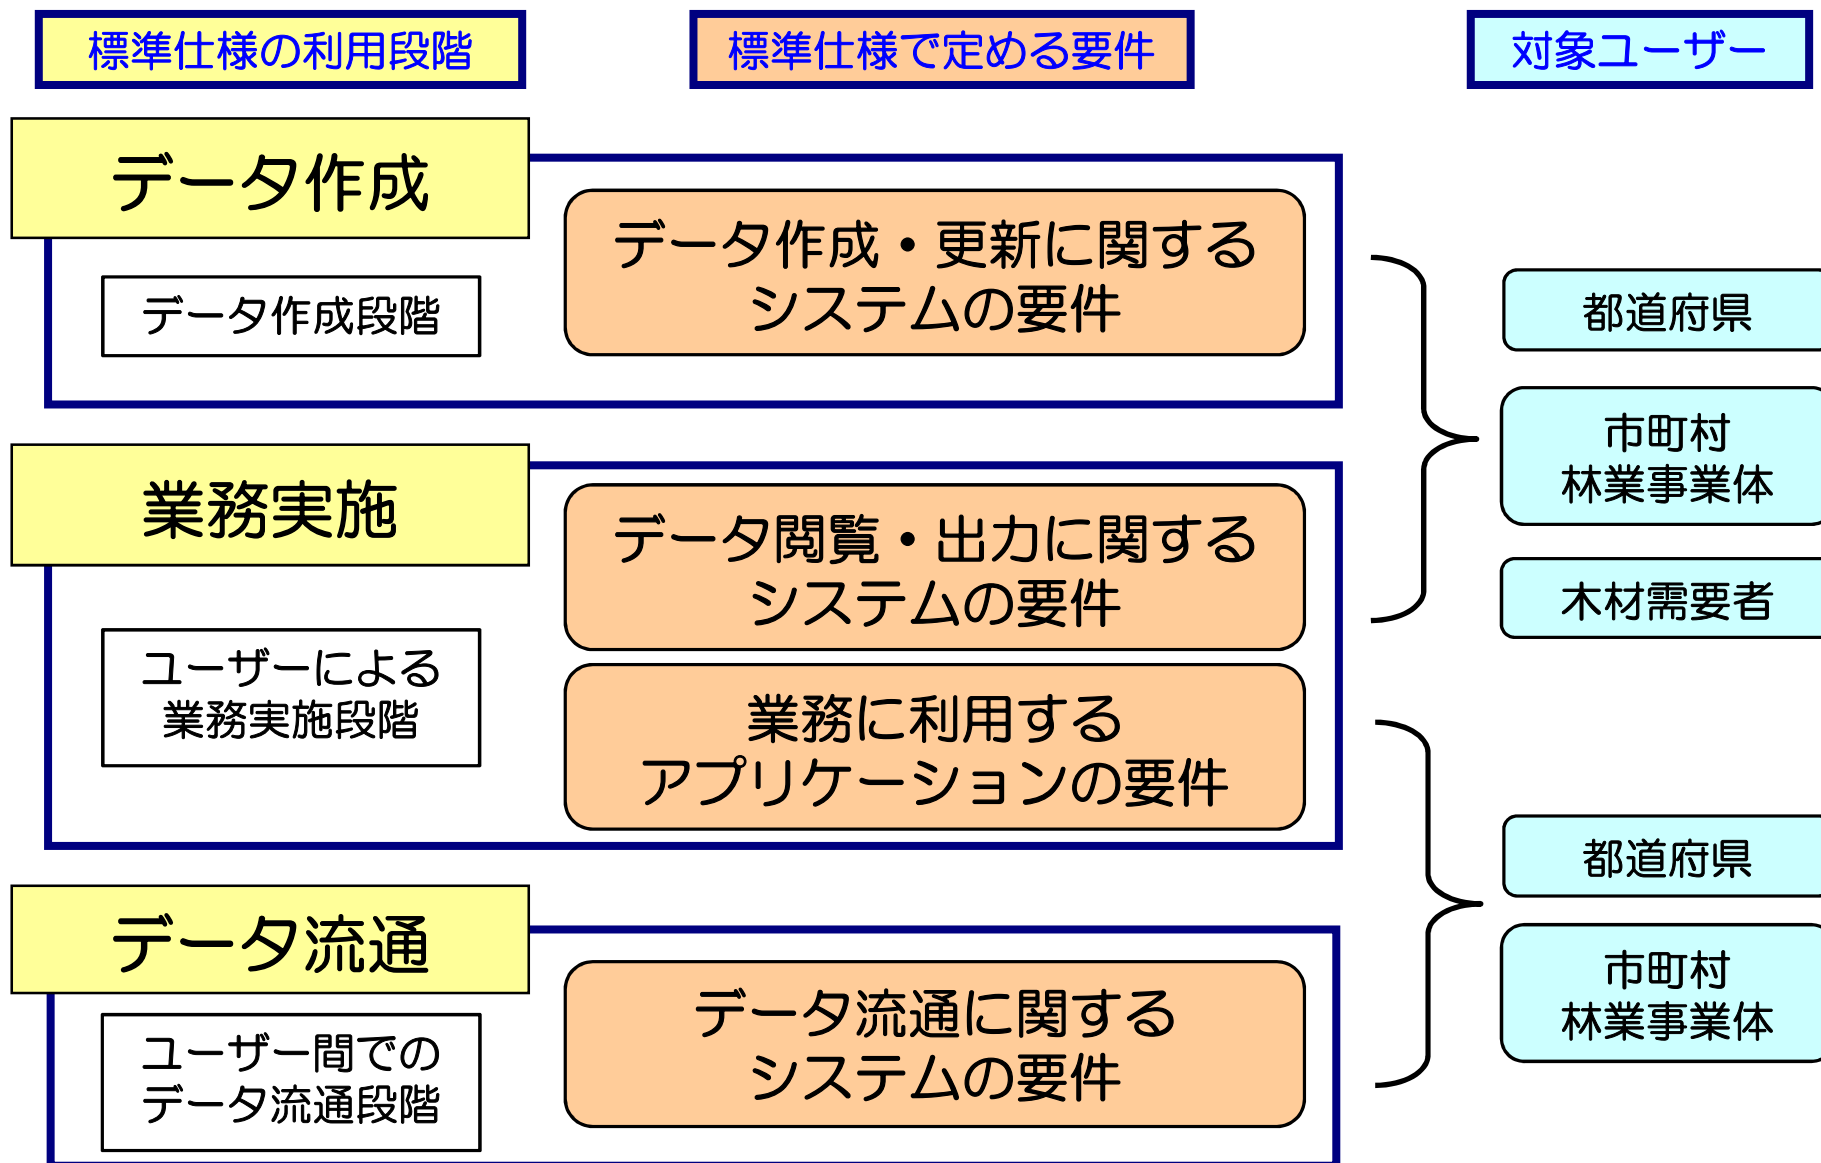 標準仕様の利用段階
標準仕様で定める要件
対象ユーザー
データ作成
データ作成段階
データ作成・更新に関する
システムの要件
業務実施
ユーザーによる
業務実施段階
データ閲覧・出力に関する
システムの要件
業務に利用する
アプリケーションの要件
データ流通
ユーザー間での
データ流通段階
データ流通に関する
システムの要件
都道府県
市町村
林業事業体
木材需要者
都道府県
市町村
林業事業体